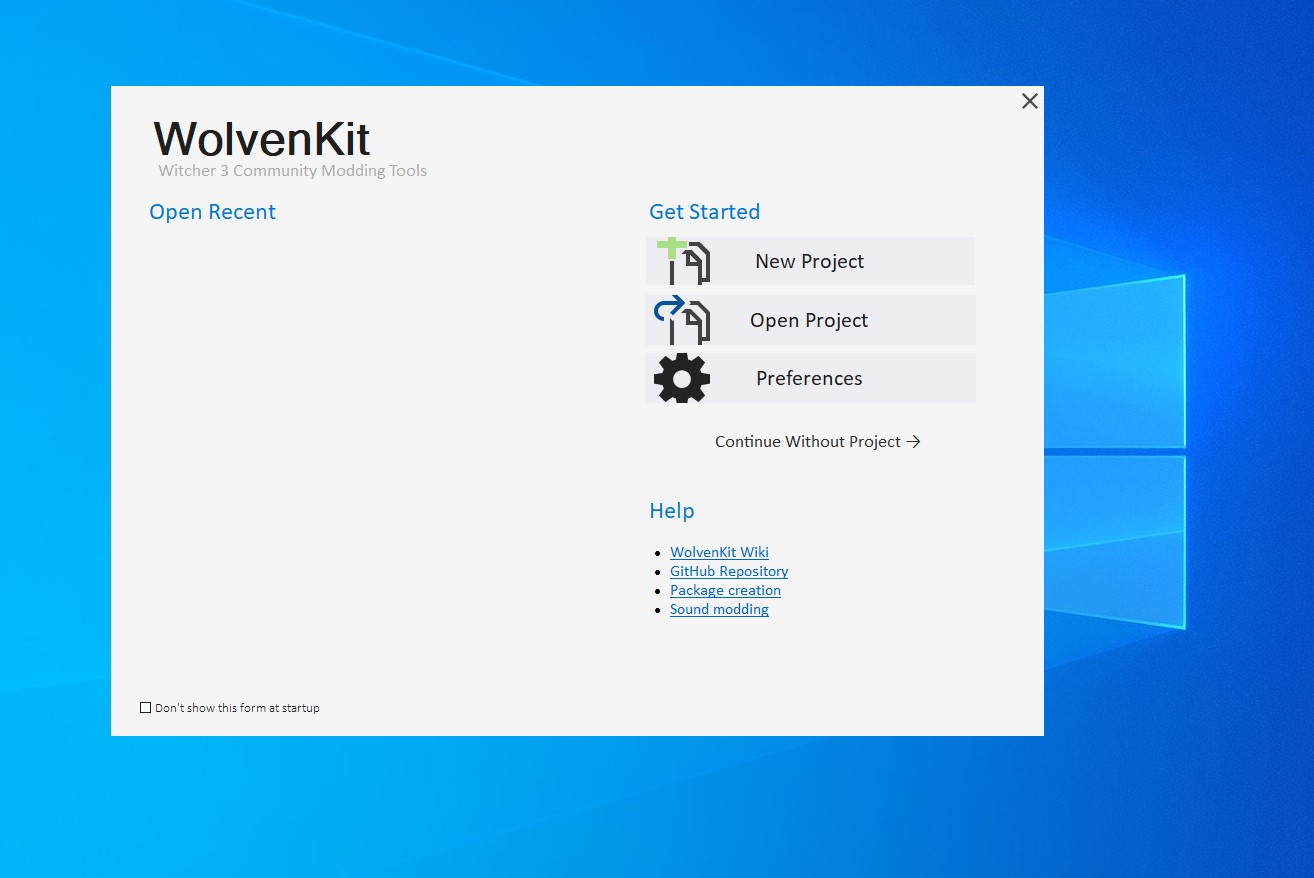 WolvenKit
Witcher 3 Community Modding Tools
Open Recent
Get Started
New Project
Open Project
Preferences
Continue Without Project →
Help
• WolvenKit Wiki
• GitHub Repository
• Package creation
• Sound modding
Don't show this form at startup